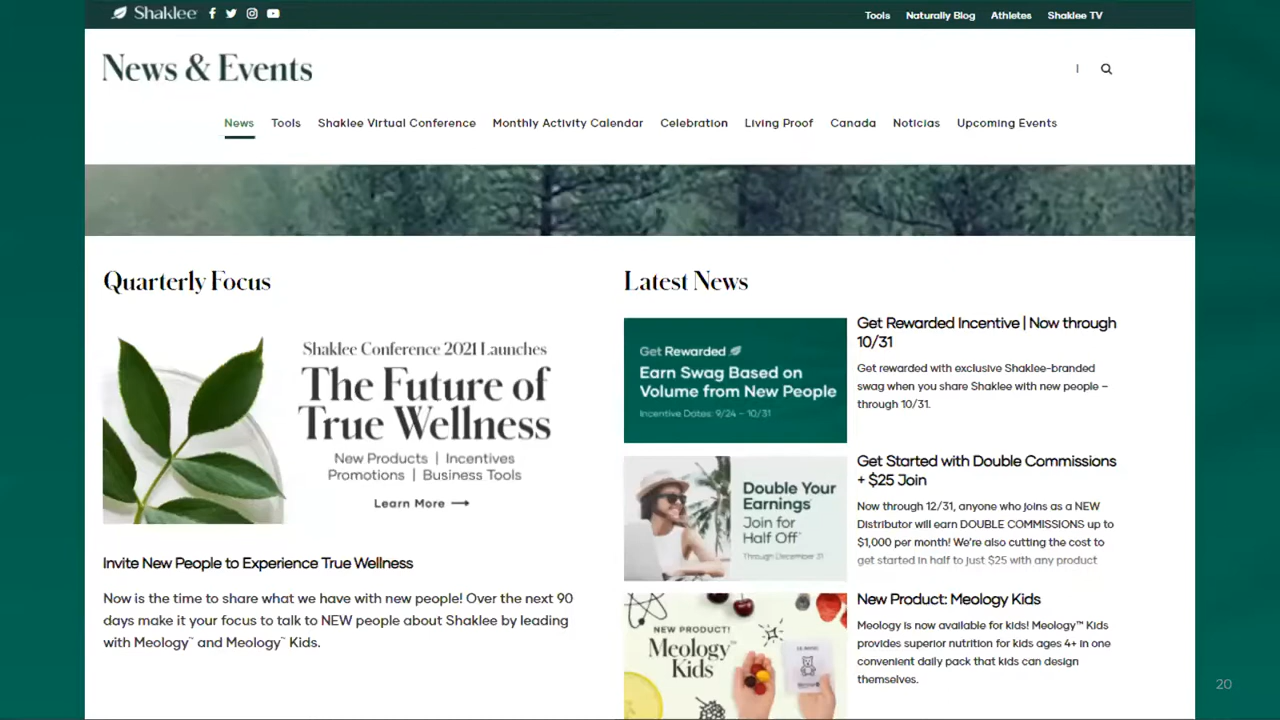 Shaklee
Tools Naturally Blog Athletes Shaklee TV
News & Events
News Tools Shaklee Virtual Conference Monthly Activity Calendar Celebration Living Proof Canada Noticias Upcoming Events
Quarterly Focus
Shaklee Conference 2021 Launches
The Future of
True Wellness
New Products | Incentives
Promotions | Business Tools
Learn More ⟶
Invite New People to Experience True Wellness
Now is the time to share what we have with new people! Over the next 90
days make it your focus to talk to NEW people about Shaklee by leading
with Meology™ and Meology™ Kids.
Latest News
Get Rewarded
Earn Swag Based on
Volume from New People
Incentive Dates: 9/24 – 10/31
Get Rewarded Incentive | Now through
10/31
Get rewarded with exclusive Shaklee-branded
swag when you share Shaklee with new people –
through 10/31.
Double Your
Earnings
Join for
Half Off
Through December 31
Get Started with Double Commissions
+ $25 Join
Now through 12/31, anyone who joins as a NEW
Distributor will earn DOUBLE COMMISSIONS up to
$1,000 per month! We're also cutting the cost to
get started in half to just $25 with any product
NEW PRODUCT!
Meology™
Kids
New Product: Meology Kids
Meology is now available for kids! Meology™ Kids
provides superior nutrition for kids ages 4+ in one
convenient daily pack that kids can design
themselves.
20